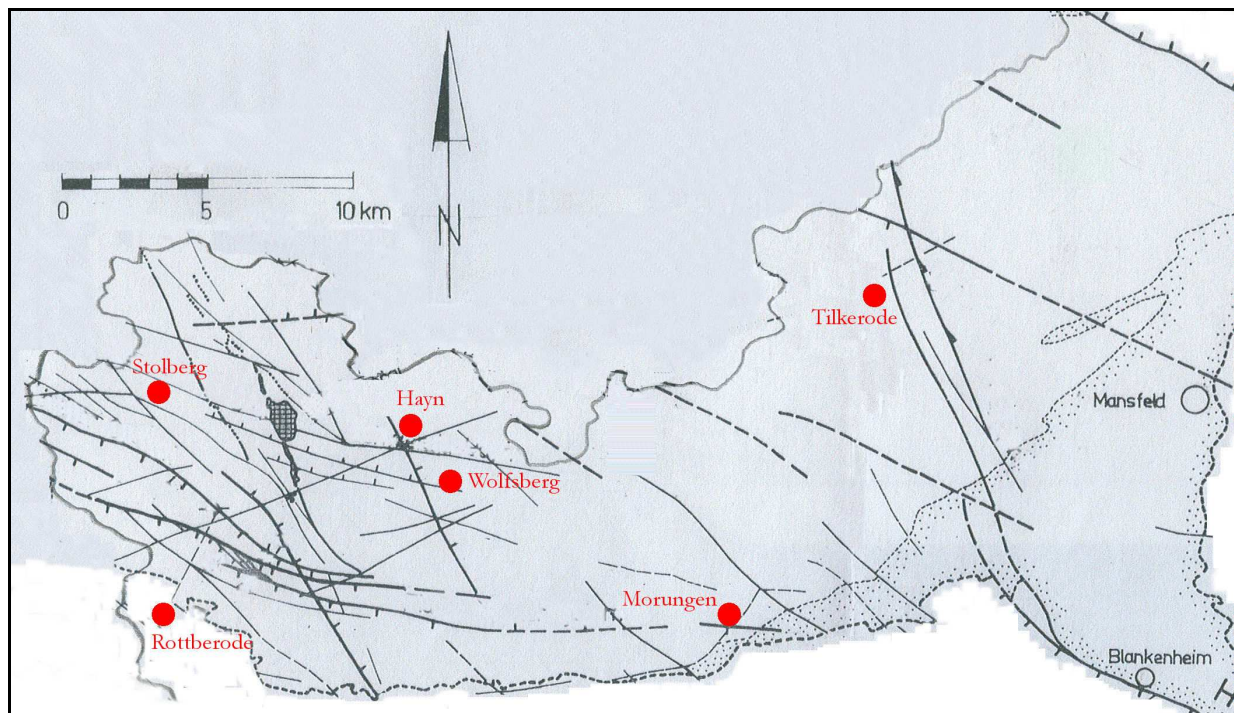 0 5 10 km
N
Tilkerode
Stolberg
Hayn
Mansfeld
Wolfsberg
Morungen
Rottberode
Blankenheim
H